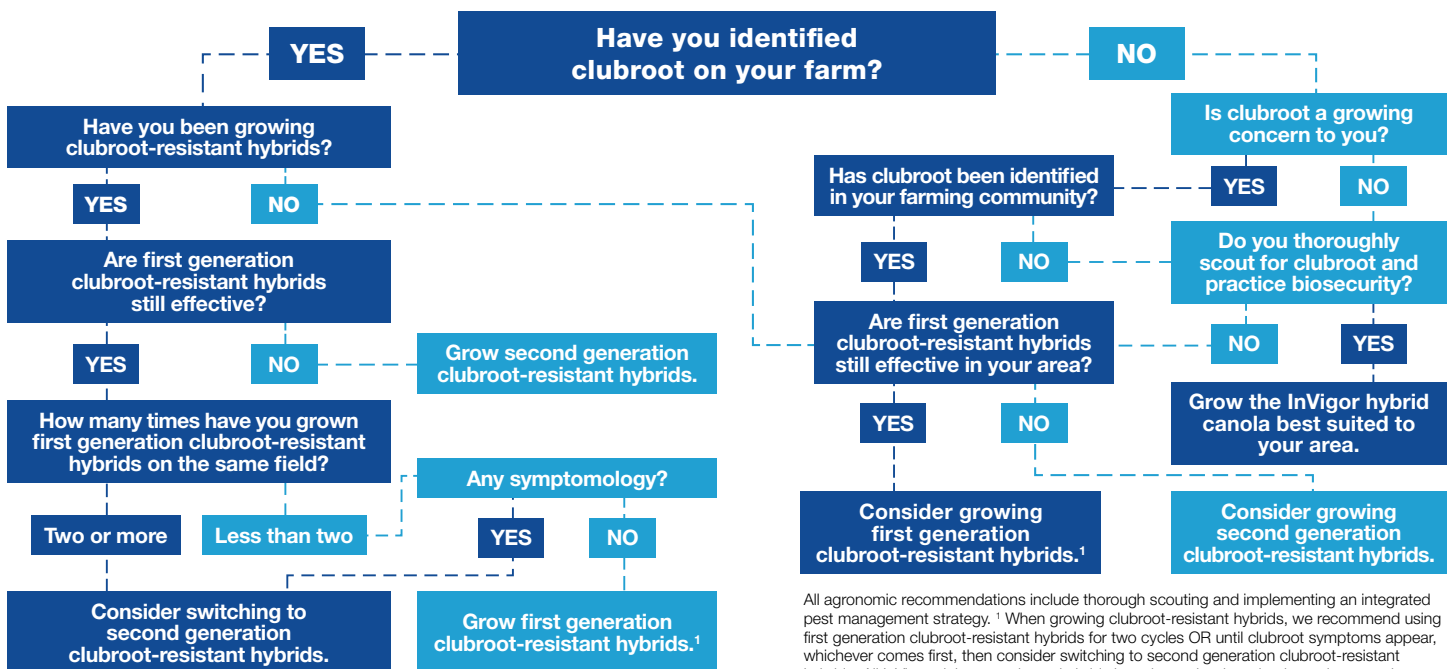 Have you identified
clubroot on your farm?
YES
NO
Have you been growing
clubroot-resistant hybrids?
YES
NO
Are first generation
clubroot-resistant hybrids
still effective?
YES
NO
Grow second generation
clubroot-resistant hybrids.
How many times have you grown
first generation clubroot-resistant
hybrids on the same field?
Two or more
Less than two
Any symptomology?
YES
NO
Consider switching to
second generation
clubroot-resistant hybrids.
Grow first generation
clubroot-resistant hybrids.¹
Is clubroot a growing
concern to you?
YES
NO
Has clubroot been identified
in your farming community?
YES
NO
Do you thoroughly
scout for clubroot and
practice biosecurity?
NO
YES
Are first generation
clubroot-resistant hybrids
still effective in your area?
YES
NO
Grow the InVigor hybrid
canola best suited to
your area.
Consider growing
first generation
clubroot-resistant hybrids.¹
Consider growing
second generation
clubroot-resistant hybrids.
All agronomic recommendations include thorough scouting and implementing an integrated
pest management strategy. ¹ When growing clubroot-resistant hybrids, we recommend using
first generation clubroot-resistant hybrids for two cycles OR until clubroot symptoms appear,
whichever comes first, then consider switching to second generation clubroot-resistant